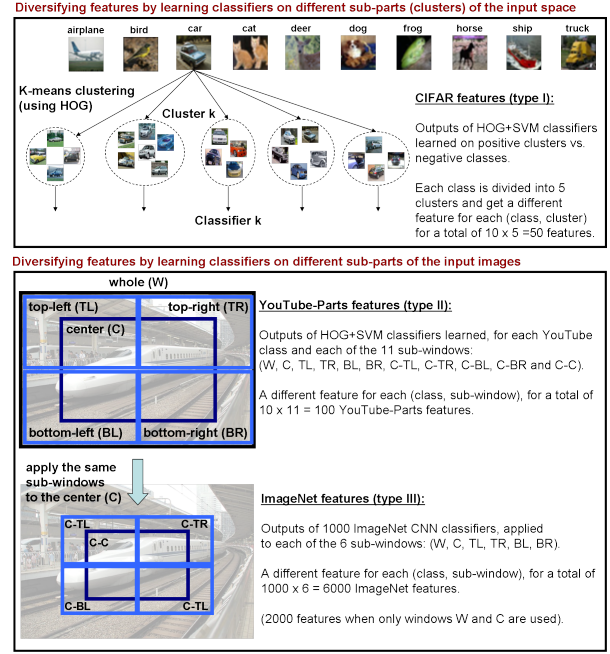 Diversifying features by learning classifiers on different sub-parts (clusters) of the input space
airplane bird car cat deer dog frog horse ship truck
K-means clustering
(using HOG)
Cluster k
Classifier k
CIFAR features (type I):
Outputs of HOG+SVM classifiers
learned on positive clusters vs.
negative classes.
Each class is divided into 5
clusters and get a different
feature for each (class, cluster)
for a total of 10 x 5 =50 features.
Diversifying features by learning classifiers on different sub-parts of the input images
whole (W)
top-left (TL) top-right (TR)
center (C)
bottom-left (BL) bottom-right (BR)
YouTube-Parts features (type II):
Outputs of HOG+SVM classifiers learned, for each YouTube
class and each of the 11 sub-windows:
(W, C, TL, TR, BL, BR, C-TL, C-TR, C-BL, C-BR and C-C).
A different feature for each (class, sub-window), for a total of
10 x 11 = 100 YouTube-Parts features.
apply the same
sub-windows
to the center (C)
C-TL C-TR
C-C
C-BL C-TL
ImageNet features (type III):
Outputs of 1000 ImageNet CNN classifiers, applied
to each of the 6 sub-windows: (W, C, TL, TR, BL, BR).
A different feature for each (class, sub-window), for a total of
1000 x 6 = 6000 ImageNet features.
(2000 features when only windows W and C are used).